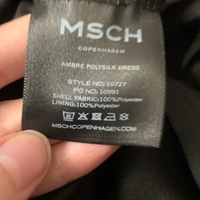 MSCH
COPENHAGEN
AMBRE POLYSILK DRESS
STYLE NO:10727
PO NO: 10991
SHELL FABRIC:100%Polyester
LINING:100%Polyester
MSCHCOPENHAGEN.COM